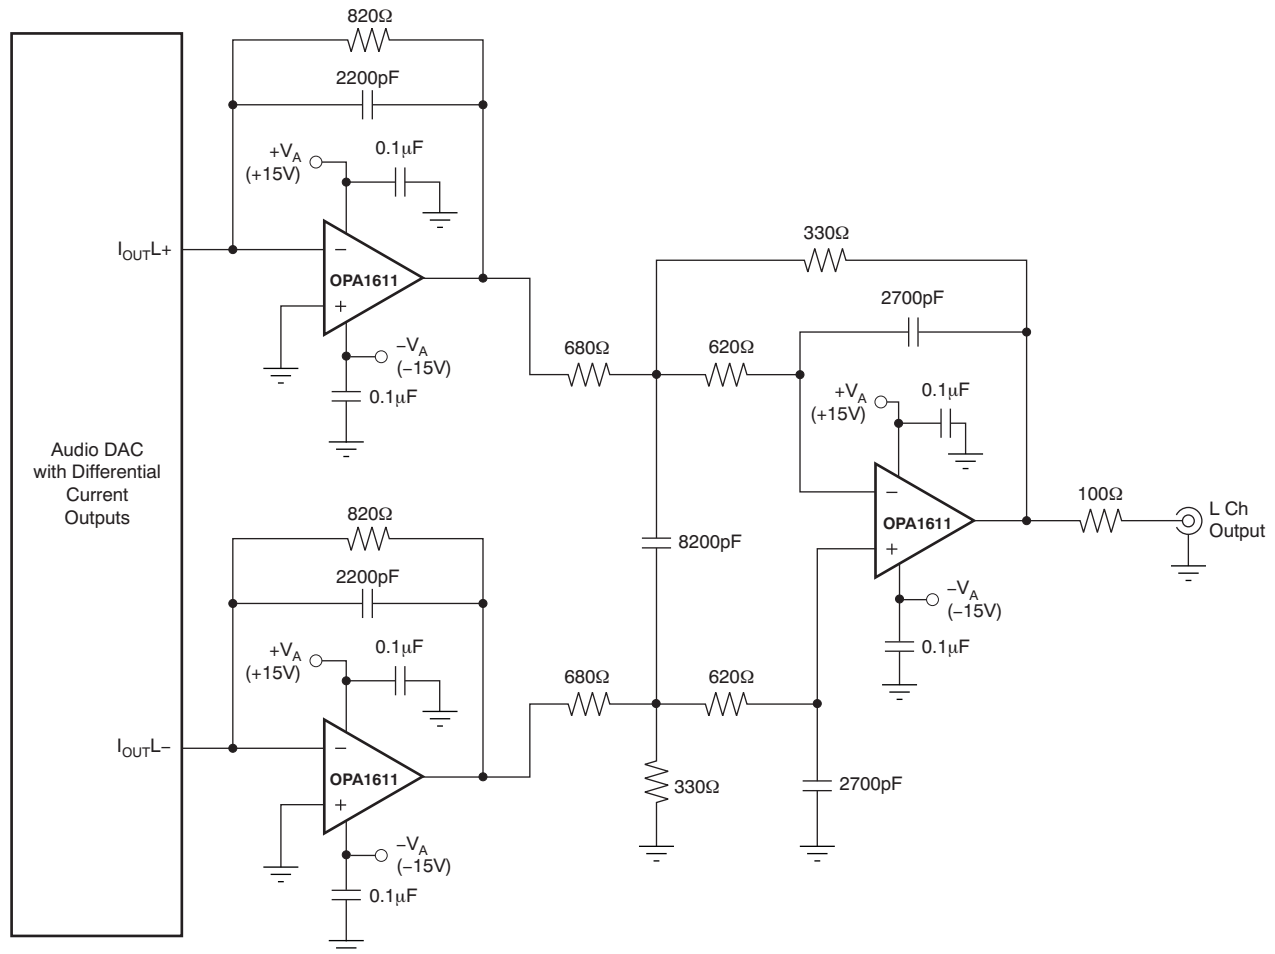 820Ω
2200pF
+VA
(+15V)
0.1μF
IOUTL+
−
OPA1611
+
−VA
(−15V)
0.1μF
680Ω
620Ω
330Ω
2700pF
+VA
(+15V)
0.1μF
−
OPA1611
+
100Ω
L Ch
Output
−VA
(−15V)
0.1μF
8200pF
Audio DAC
with Differential
Current
Outputs
820Ω
2200pF
+VA
(+15V)
0.1μF
IOUTL−
−
OPA1611
+
−VA
(−15V)
0.1μF
680Ω
620Ω
330Ω
2700pF